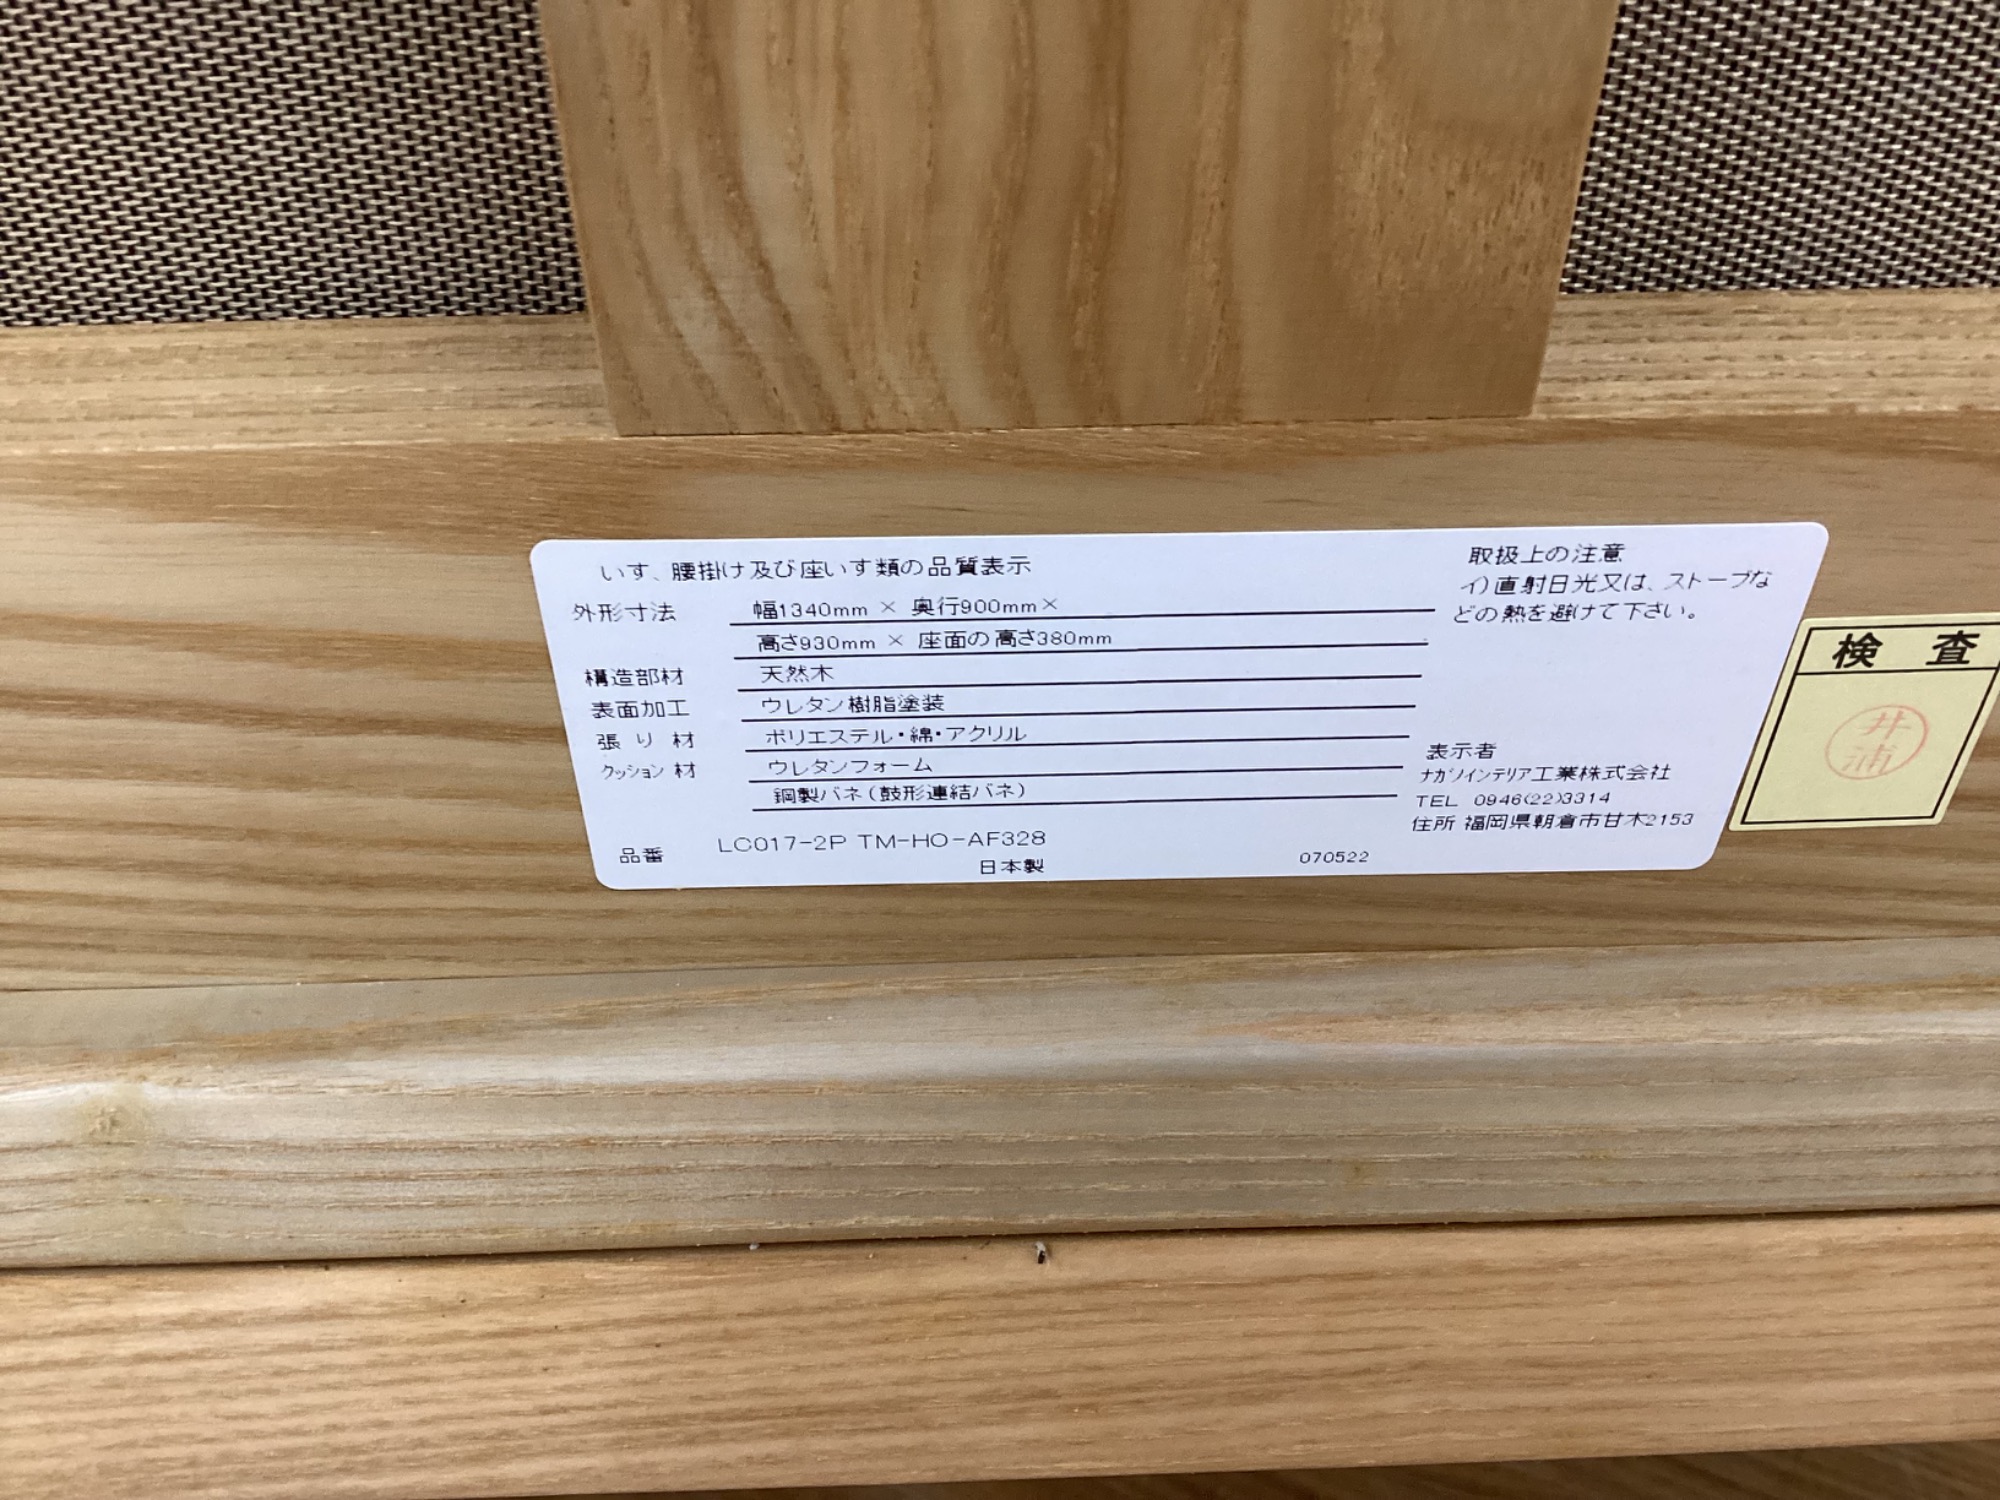 いす、腰掛け及び座いす類の品質表示
外形寸法 幅1340mm × 奥行900mm×
高さ930mm × 座面の高さ380mm
構造部材 天然木
表面加工 ウレタン樹脂塗装
張り材 ポリエステル・綿・アクリル
クッション材 ウレタンフォーム
鋼製バネ(鼓形連結バネ)
品番 LC017-2P TM-HO-AF328
日本製
070522
取扱上の注意
イ)直射日光又は、ストーブな
どの熱を避けて下さい。
表示者
ナガノインテリア工業株式会社
TEL 0946(22)3314
住所 福岡県朝倉市甘木2153
検査
井浦